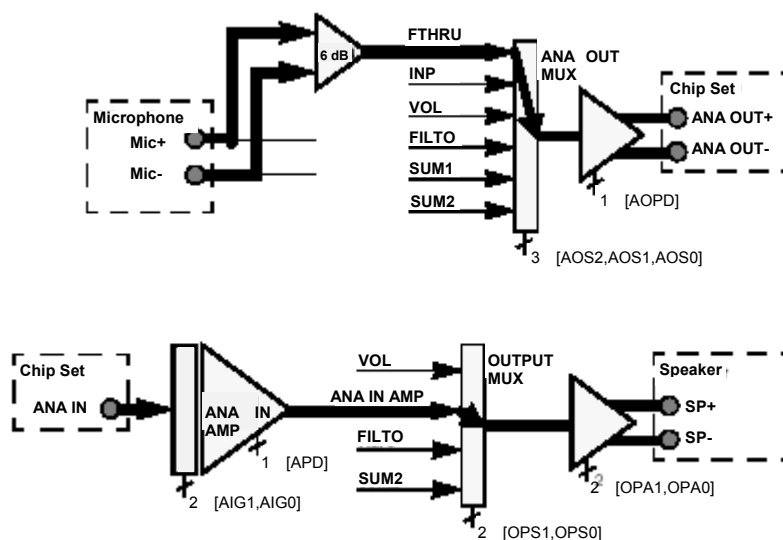 6 dB
FTHRU
INP
VOL
FILTO
SUM1
SUM2
ANA OUT
MUX
Microphone
Mic+
Mic-
Chip Set
ANA OUT+
ANA OUT-
1 [AOPD]
3 [AOS2,AOS1,AOS0]
Chip Set
ANA IN
ANA IN
AMP
1 [APD]
2 [AIG1,AIG0]
VOL
ANA IN AMP
FILTO
SUM2
OUTPUT
MUX
Speaker
SP+
SP-
2 [OPA1,OPA0]
2 [OPS1,OPS0]